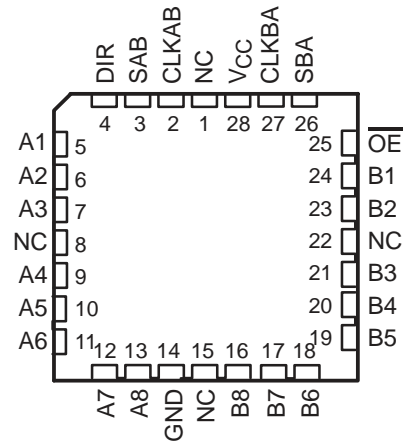 DIR SAB CLKAB NC VCC CLKBA SBA
4 3 2 1 28 27 26
A1 5 25 OE
A2 6 24 B1
A3 7 23 B2
NC 8 22 NC
A4 9 21 B3
A5 10 20 B4
A6 11 19 B5
12 13 14 15 16 17 18
A7 A8 GND NC B8 B7 B6